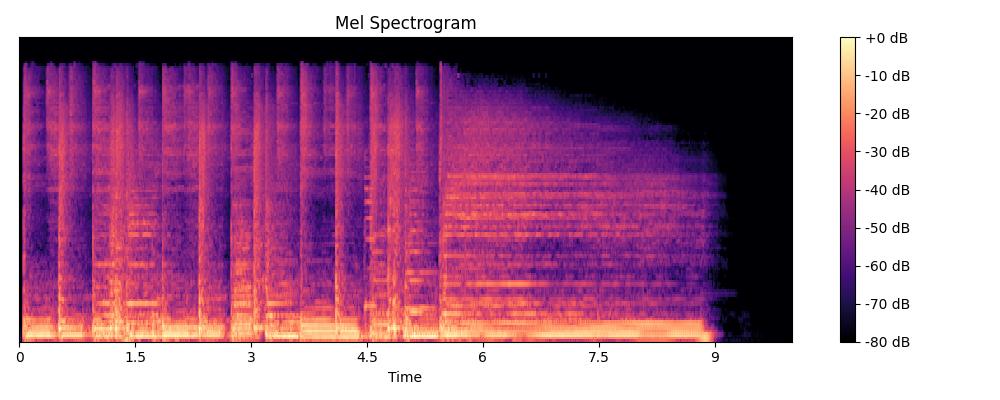 Mel Spectrogram
+0 dB
-10 dB
-20 dB
-30 dB
-40 dB
-50 dB
-60 dB
-70 dB
-80 dB
0
1.5
3
4.5
6
7.5
9
Time